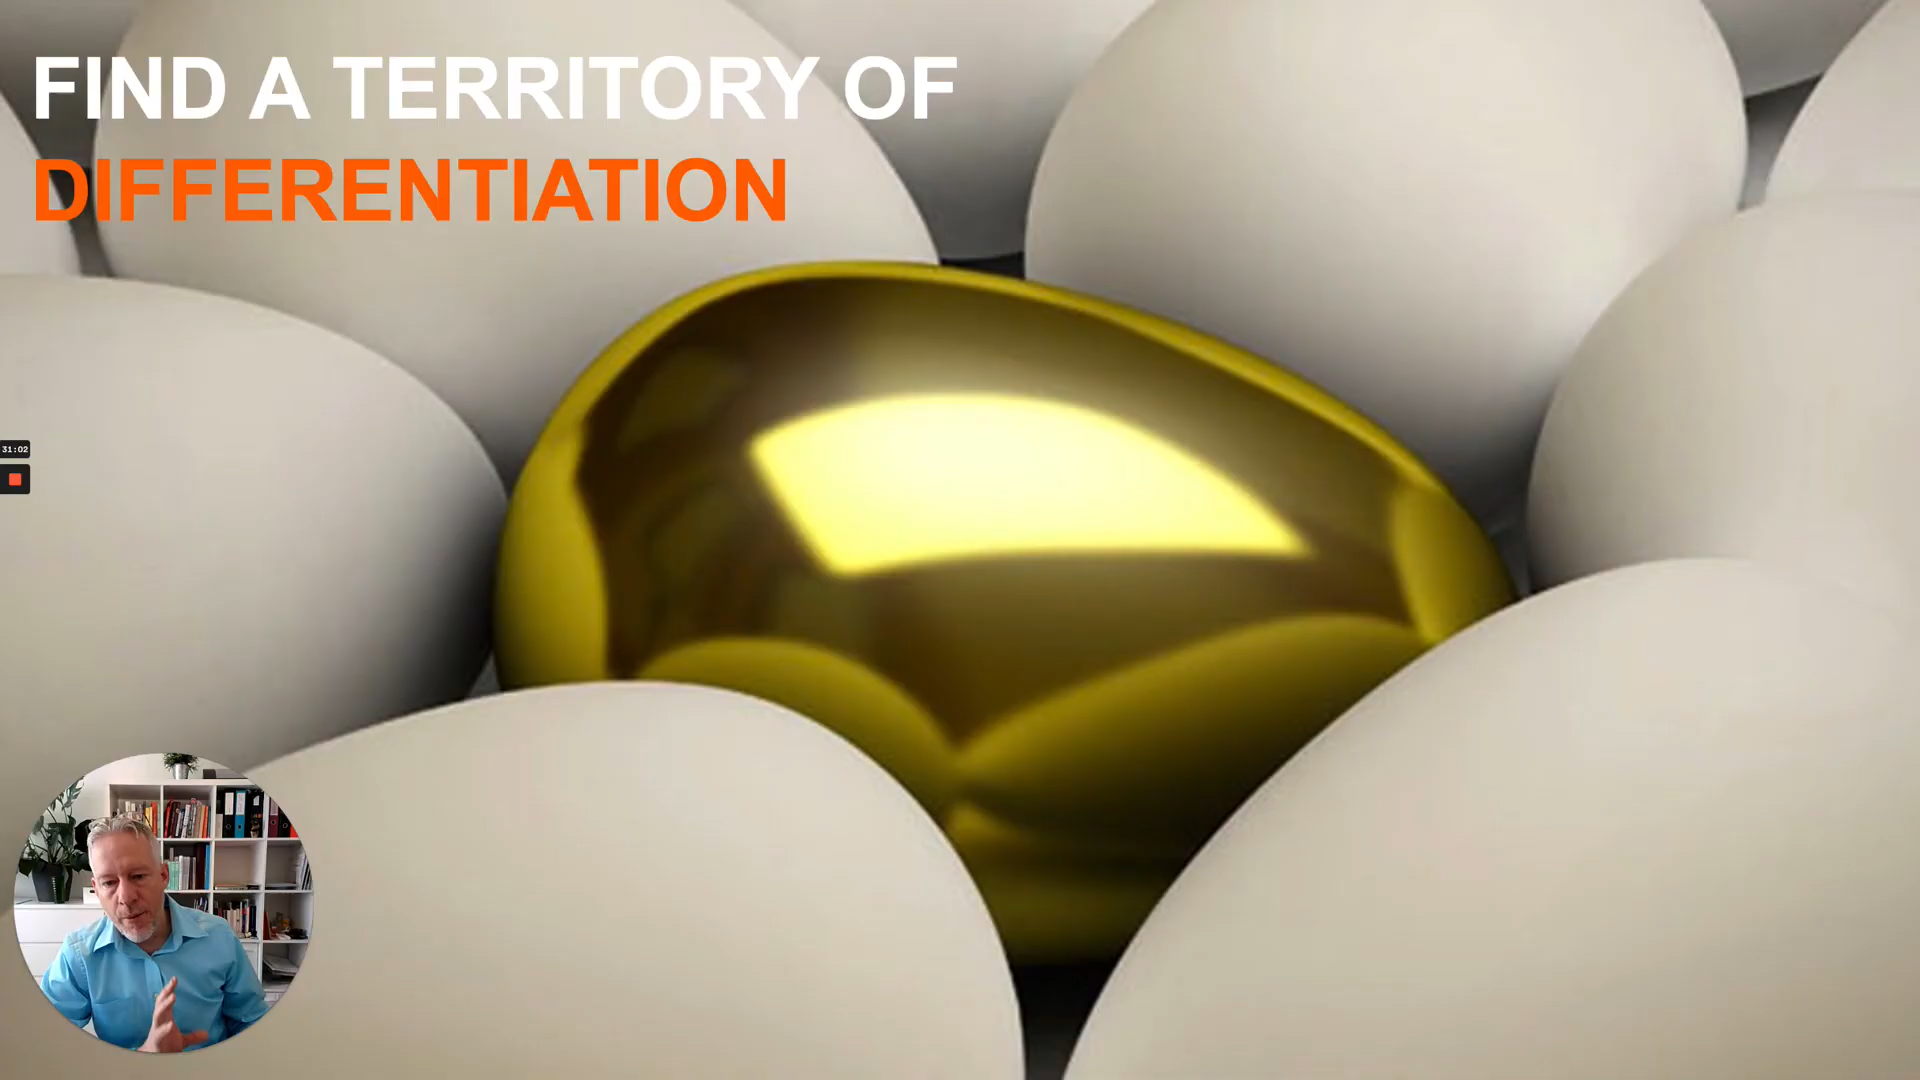 FIND A TERRITORY OF
DIFFERENTIATION
31:02